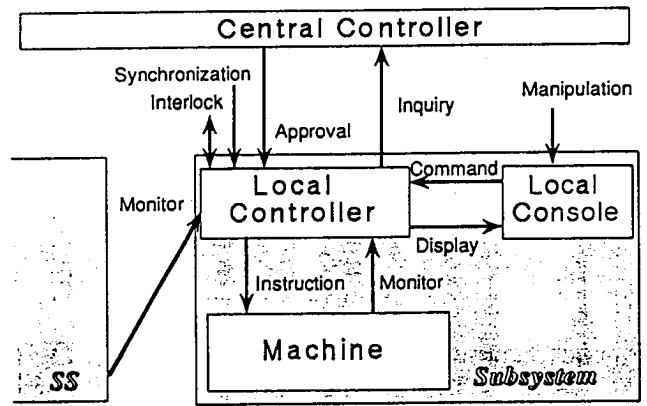 Central Controller
Synchronization
Interlock
Approval
Inquiry
Manipulation
Monitor
Local
Controller
Command
Display
Local
Console
Instruction
Monitor
Machine
SS
Subsystem